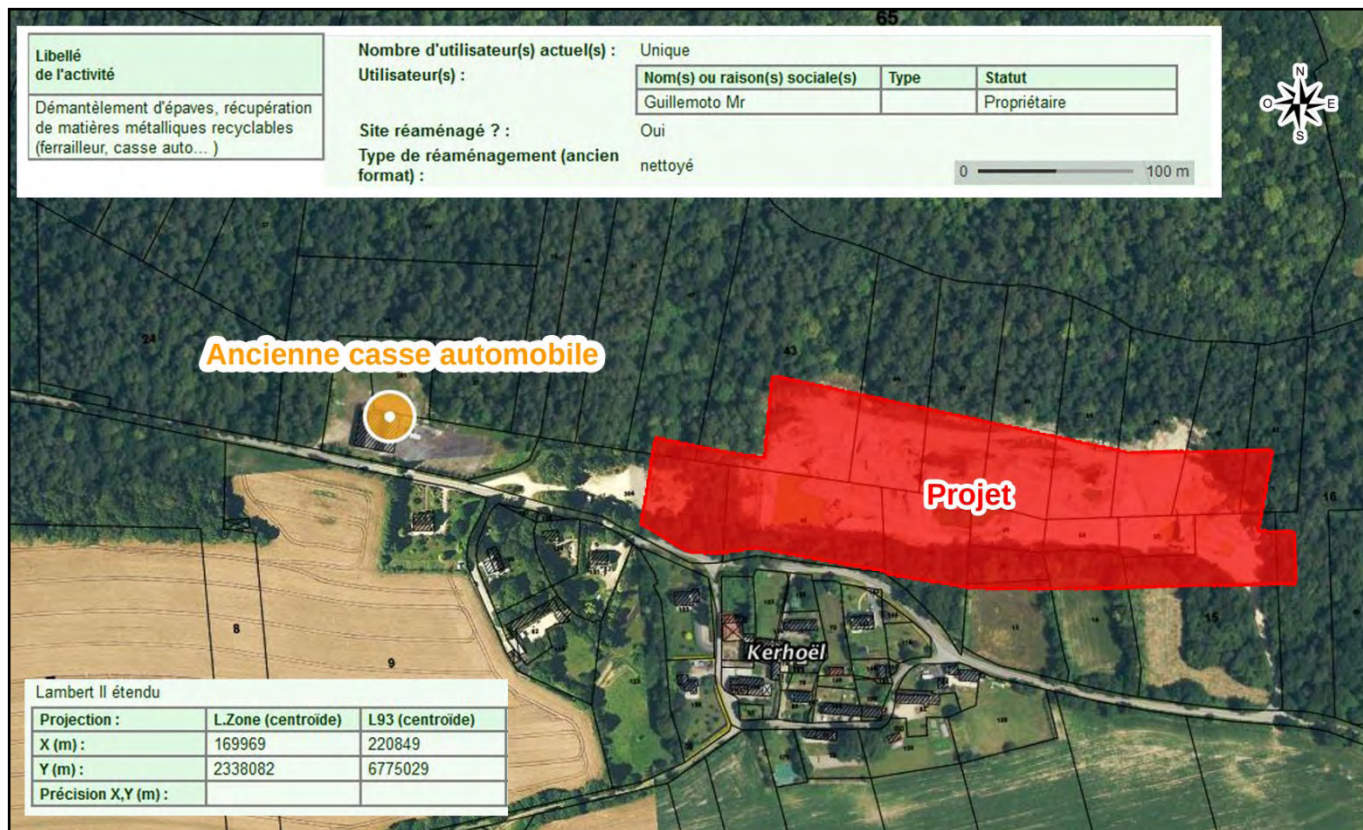 65
Libellé
de l'activité
Démantèlement d'épaves, récupération
de matières métalliques recyclables
(ferrailleur, casse auto... )
Nombre d'utilisateur(s) actuel(s) : Unique
Utilisateur(s) :
Nom(s) ou raison(s) sociale(s) Type Statut
Guillemoto Mr Propriétaire
Site réaménagé ? : Oui
Type de réaménagement (ancien
format) : nettoyé
0 100 m
N
O E
S
24
43
Ancienne casse automobile
Projet
16
15
8
9
Kerhoël
Lambert II étendu
Projection : L.Zone (centroïde) L93 (centroïde)
X (m) : 169969 220849
Y (m) : 2338082 6775029
Précision X,Y (m) :